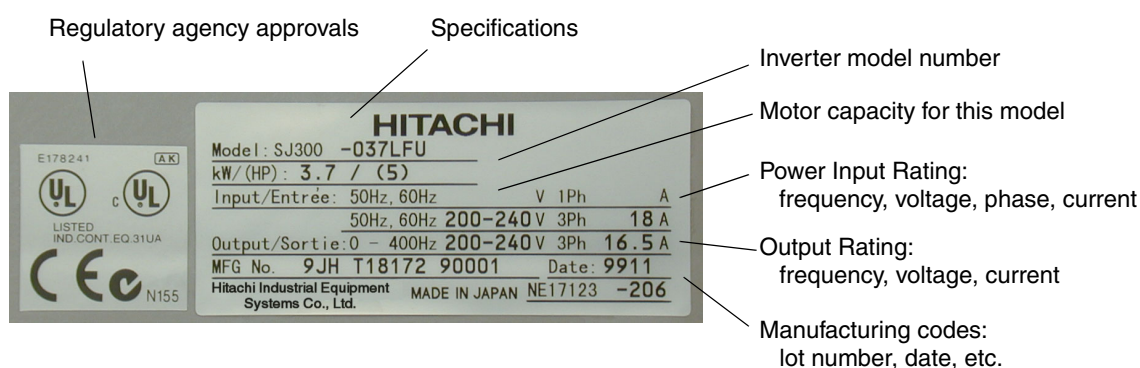 Regulatory agency approvals
Specifications
Inverter model number
Motor capacity for this model
Power Input Rating:
frequency, voltage, phase, current
Output Rating:
frequency, voltage, current
Manufacturing codes:
lot number, date, etc.
E178241 AK
UL c UL
LISTED
IND.CONT.EQ.31UA
CE N155
HITACHI
Model: SJ300 -037LFU
kW/(HP): 3.7 / (5)
Input/Entrée: 50Hz, 60Hz V 1Ph A
50Hz, 60Hz 200-240 V 3Ph 18 A
Output/Sortie: 0 - 400Hz 200-240 V 3Ph 16.5 A
MFG No. 9JH T18172 90001 Date: 9911
Hitachi Industrial Equipment
Systems Co., Ltd.
MADE IN JAPAN NE17123 -206